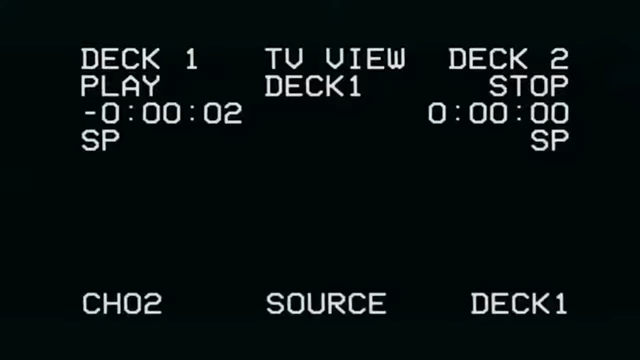 DECK 1 TV VIEW DECK 2
PLAY DECK1 STOP
-0:00:02 0:00:00
SP SP
CH02 SOURCE DECK1